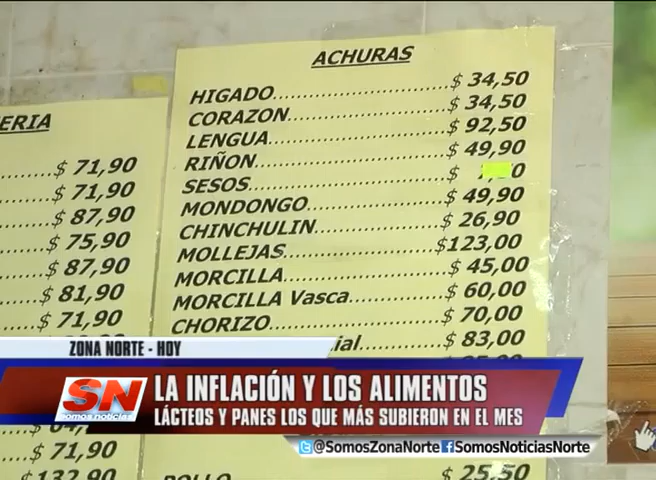 ERIA
$ 71,90
$ 71,90
$ 87,90
$ 75,90
$ 87,90
$ 81,90
$ 71,90
$ 71,90
$ 132,90
ACHURAS
HIGADO $ 34,50
CORAZON $ 34,50
LENGUA $ 92,50
RIÑON $ 49,90
SESOS $
MONDONGO $ 49,90
CHINCHULIN $ 26,90
MOLLEJAS $123,00
MORCILLA $ 45,00
MORCILLA Vasca $ 60,00
CHORIZO $ 70,00
ial $ 83,00
$ 25,50
ZONA NORTE - HOY
SN
somos noticias
LA INFLACIÓN Y LOS ALIMENTOS
LÁCTEOS Y PANES LOS QUE MÁS SUBIERON EN EL MES
@SomosZonaNorte SomosNoticiasNorte